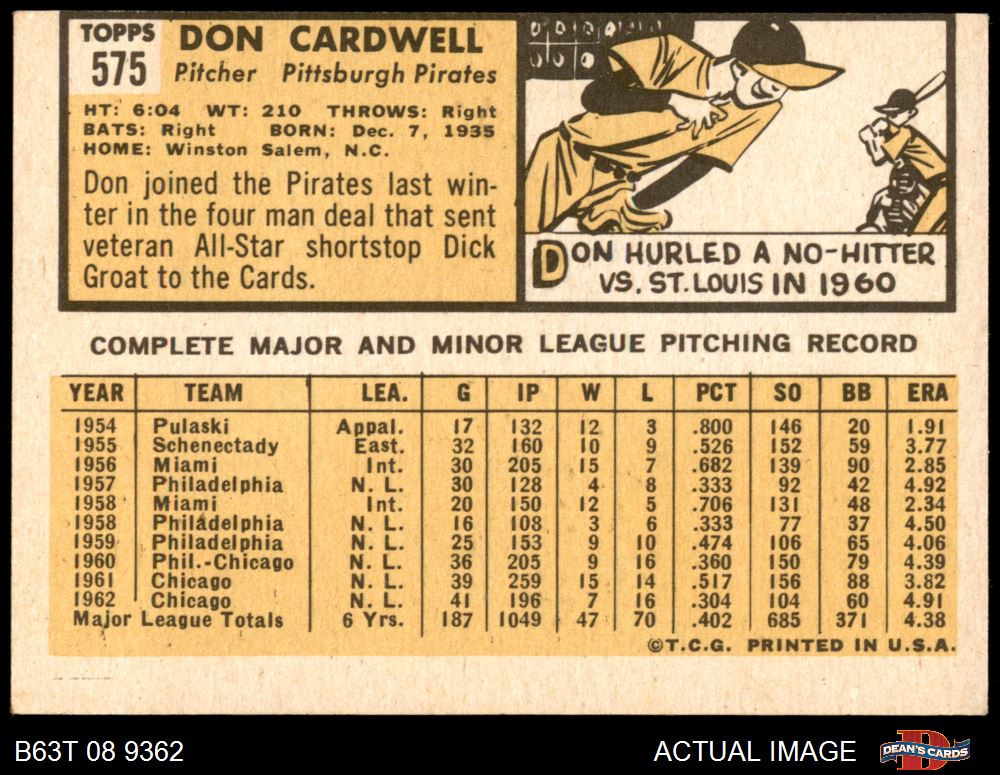 TOPPS
575
DON CARDWELL
Pitcher Pittsburgh Pirates
HT: 6:04 WT: 210 THROWS: Right
BATS: Right BORN: Dec. 7, 1935
HOME: Winston Salem, N.C.
Don joined the Pirates last win-
ter in the four man deal that sent
veteran All-Star shortstop Dick
Groat to the Cards.
DON HURLED A NO-HITTER
VS. ST. LOUIS IN 1960
COMPLETE MAJOR AND MINOR LEAGUE PITCHING RECORD
YEAR TEAM LEA. G IP W L PCT SO BB ERA
1954 Pulaski Appal. 17 132 12 3 .800 146 20 1.91
1955 Schenectady East. 32 160 10 9 .526 152 59 3.77
1956 Miami Int. 30 205 15 7 .682 139 90 2.85
1957 Philadelphia N. L. 30 128 4 8 .333 92 42 4.92
1958 Miami Int. 20 150 12 5 .706 131 48 2.34
1958 Philadelphia N. L. 16 108 3 6 .333 77 37 4.50
1959 Philadelphia N. L. 25 153 9 10 .474 106 65 4.06
1960 Phil.-Chicago N. L. 36 205 9 16 .360 150 79 4.39
1961 Chicago N. L. 39 259 15 14 .517 156 88 3.82
1962 Chicago N. L. 41 196 7 16 .304 104 60 4.91
Major League Totals 6 Yrs. 187 1049 47 70 .402 685 371 4.38
©T.C.G. PRINTED IN U.S.A.
B63T 08 9362
ACTUAL IMAGE
DEAN'S CARDS